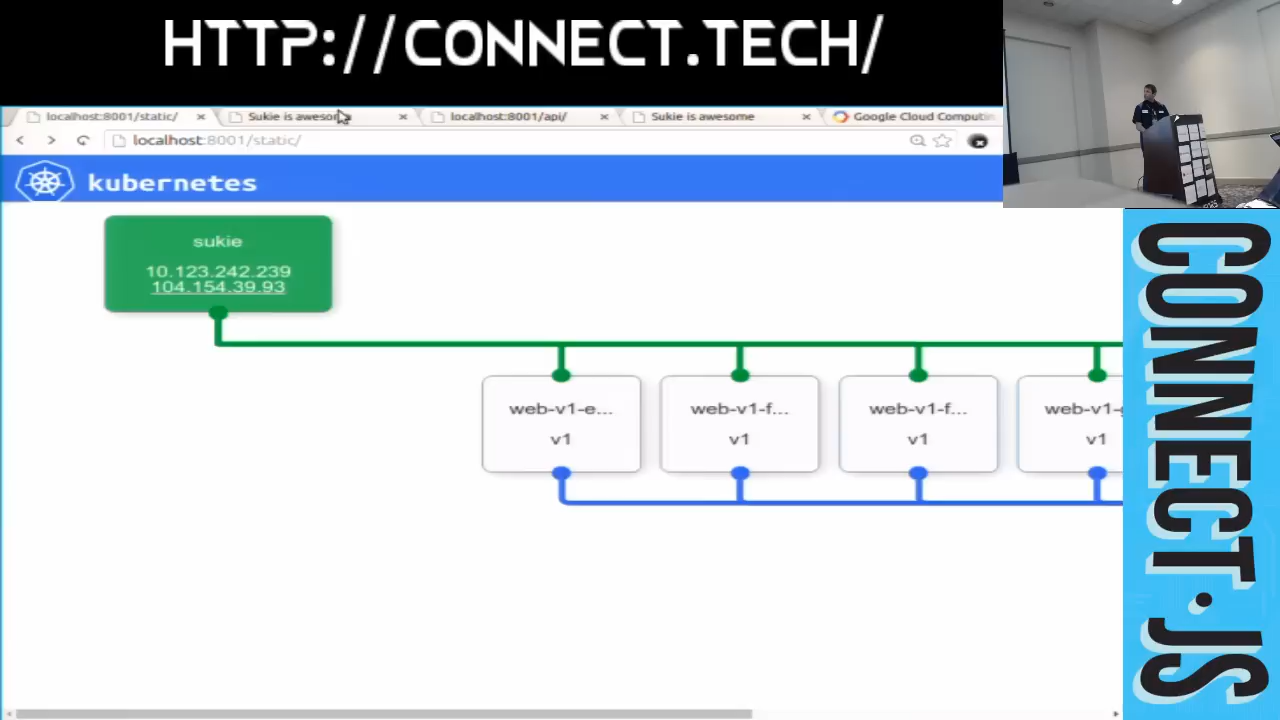 HTTP://CONNECT.TECH/
localhost:8001/static/
Sukie is awesome
localhost:8001/api/
Sukie is awesome
Google Cloud Computin
localhost:8001/static/
kubernetes
sukie
10.123.242.239
104.154.39.93
web-v1-e...
v1
web-v1-f...
v1
web-v1-f...
v1
web-v1-g
v1
CONNECT.JS